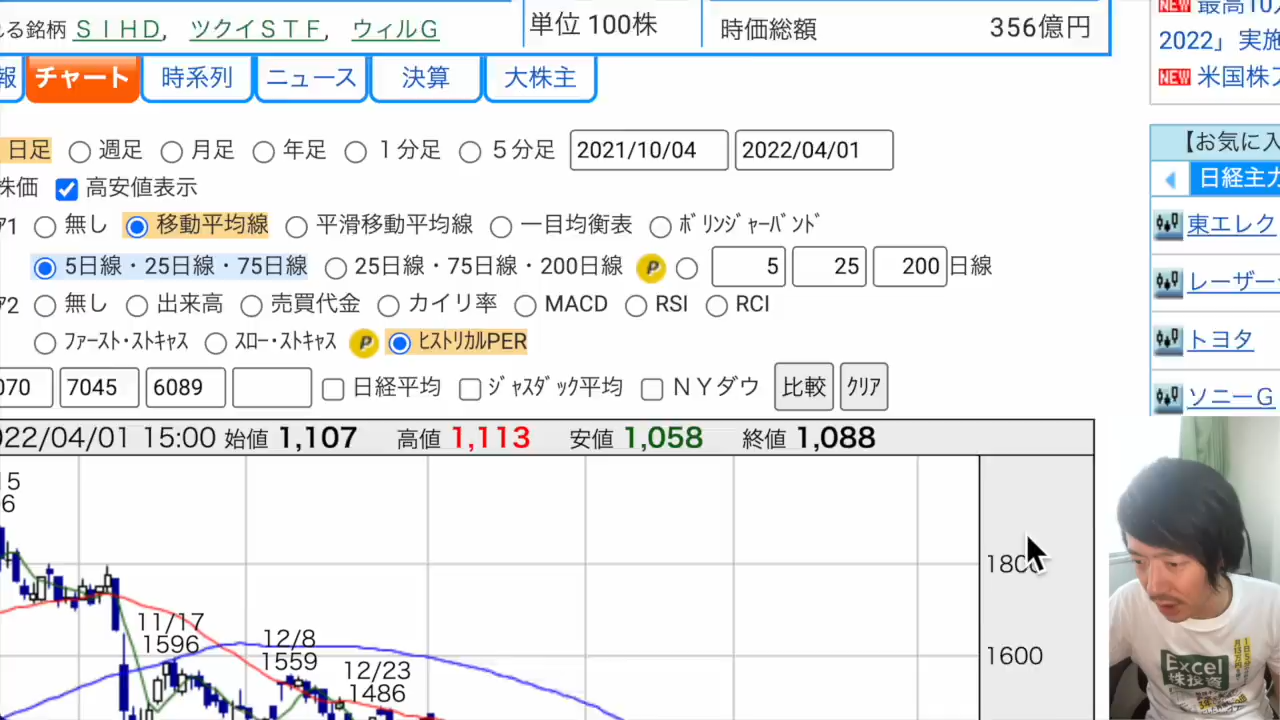 る銘柄 ＳＩＨＤ, ツクイＳＴＦ, ウィルＧ
単位 100株
時価総額 356億円
NEW 最高10
2022」実施
NEW 米国株
報 チャート 時系列 ニュース 決算 大株主
日足 週足 月足 年足 １分足 ５分足 2021/10/04 2022/04/01
株価 高安値表示
1 無し 移動平均線 平滑移動平均線 一目均衡表 ﾎﾞﾘﾝｼﾞｬｰﾊﾞﾝﾄﾞ
5日線・25日線・75日線 25日線・75日線・200日線 P 5 25 200 日線
2 無し 出来高 売買代金 カイリ率 MACD RSI RCI
ﾌｧｰｽﾄ・ｽﾄｷｬｽ ｽﾛｰ・ｽﾄｷｬｽ P ﾋｽﾄﾘｶﾙPER
070 7045 6089 日経平均 ｼﾞｬｽﾀﾞｯｸ平均 ＮＹダウ 比較 ｸﾘｱ
022/04/01 15:00 始値 1,107 高値 1,113 安値 1,058 終値 1,088
【お気に入
日経主力
東エレク
レーザー
トヨタ
ソニーＧ
15
6
1800
11/17
1596
12/8
1559
12/23
1486
1600
Excel
株投資